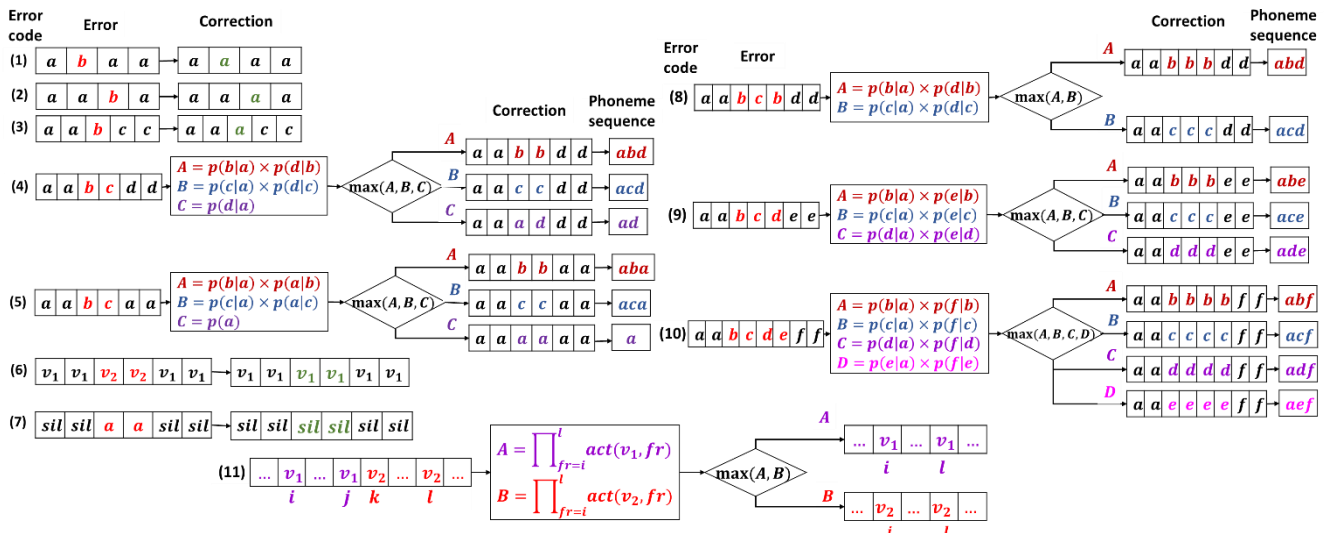 Error code Error Correction
(1) a b a a a a a a
(2) a a b a a a a a
(3) a a b c c a a a c c
Correction Phoneme sequence
(4) a a b c d d
A = p(b|a) × p(d|b)
B = p(c|a) × p(d|c)
C = p(d|a)
max(A, B, C)
A a a b b d d abd
B a a c c d d acd
C a a a d d d ad
(5) a a b c a a
A = p(b|a) × p(a|b)
B = p(c|a) × p(a|c)
C = p(a)
max(A, B, C)
A a a b b a a aba
B a a c c a a aca
C a a a a a a a
(6) v₁ v₁ v₂ v₂ v₁ v₁ v₁ v₁ v₁ v₁ v₁ v₁
(7) sil sil a a sil sil sil sil sil sil sil sil
Error code Error Correction Phoneme sequence
(8) a a b c b d d
A = p(b|a) × p(d|b)
B = p(c|a) × p(d|c)
max(A, B)
A a a b b b d d abd
B a a c c c d d acd
(9) a a b c d e e
A = p(b|a) × p(e|b)
B = p(c|a) × p(e|c)
C = p(d|a) × p(e|d)
max(A, B, C)
A a a b b b e e abe
B a a c c c e e ace
C a a d d d e e ade
(10) a a b c d e f f
A = p(b|a) × p(f|b)
B = p(c|a) × p(f|c)
C = p(d|a) × p(f|d)
D = p(e|a) × p(f|e)
max(A, B, C, D)
A a a b b b b f f abf
B a a c c c c f f acf
C a a d d d d f f adf
D a a e e e e f f aef
(11) ... v₁ ... v₁ v₂ ... v₂ ...
i j k l
A = ∏ˡfr=i act(v₁, fr)
B = ∏ˡfr=i act(v₂, fr)
max(A, B)
A ... v₁ ... v₁ ...
i l
B ... v₂ ... v₂ ...
i l